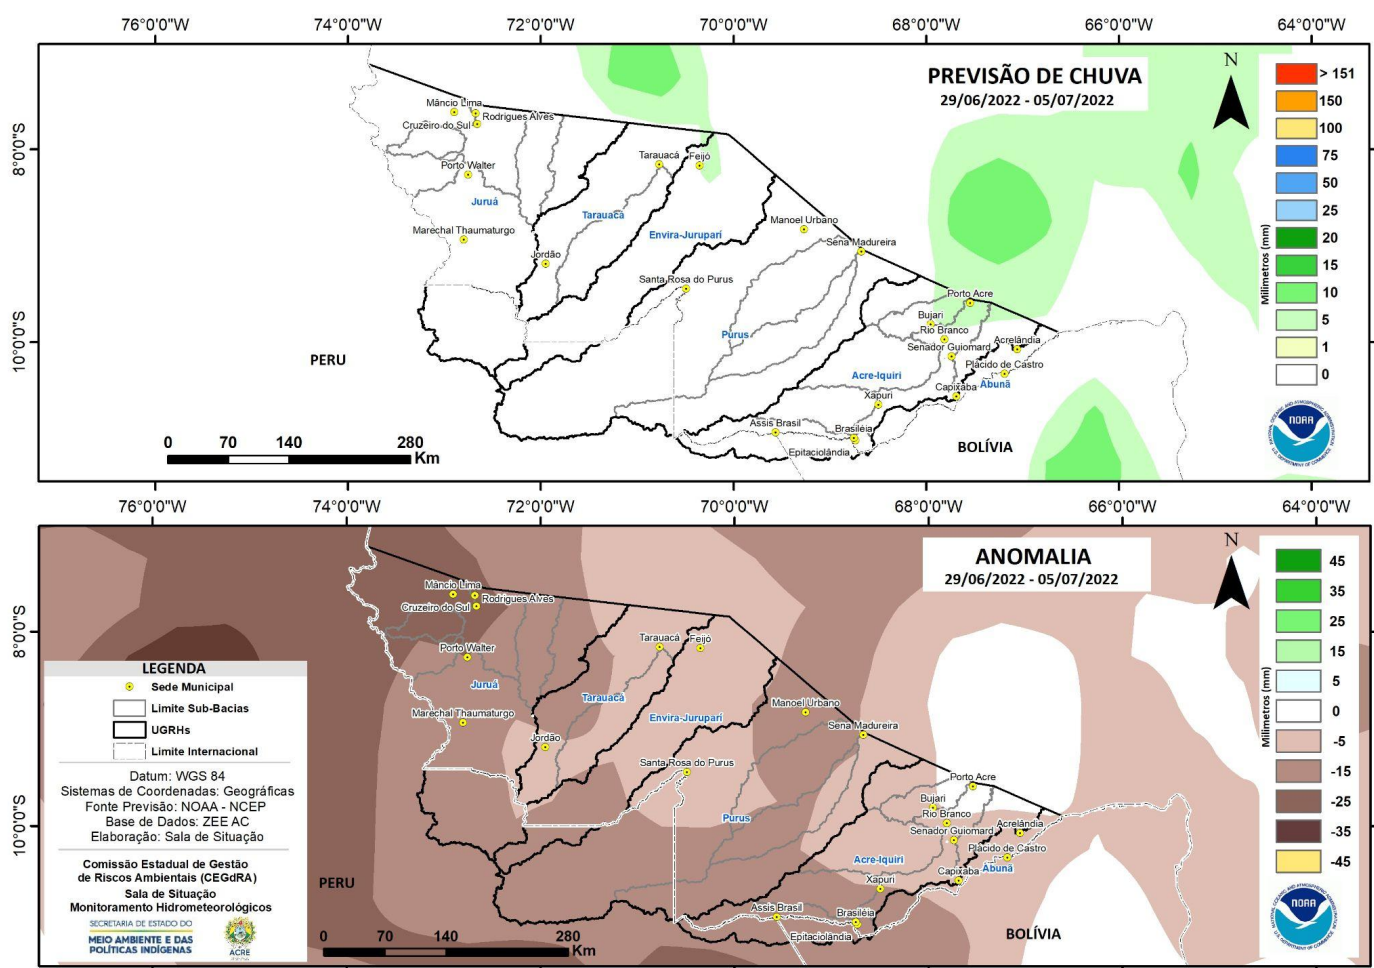 76°0'0"W 74°0'0"W 72°0'0"W 70°0'0"W 68°0'0"W 66°0'0"W 64°0'0"W
8°0'0"S
10°0'0"S
PREVISÃO DE CHUVA
29/06/2022 - 05/07/2022
N
Milímetros (mm)
> 151
150
100
75
50
25
20
15
10
5
1
0
Mâncio Lima
Rodrigues Alves
Cruzeiro do Sul
Porto Walter
Juruá
Marechal Thaumaturgo
Jordão
Tarauacá
Feijó
Tarauacá
Envira-Jurupari
Manoel Urbano
Sena Madureira
Santa Rosa do Purus
Purus
Porto Acre
Bujari
Rio Branco
Senador Guiomard
Acrelândia
Plácido de Castro
Abunã
Acre-Iquiri
Capixaba
Xapuri
Assis Brasil
Brasiléia
Epitaciolândia
PERU
BOLÍVIA
0 70 140 280
Km
NOAA
76°0'0"W 74°0'0"W 72°0'0"W 70°0'0"W 68°0'0"W 66°0'0"W 64°0'0"W
8°0'0"S
10°0'0"S
ANOMALIA
29/06/2022 - 05/07/2022
N
Milímetros (mm)
45
35
25
15
5
0
-5
-15
-25
-35
-45
Mâncio Lima
Rodrigues Alves
Cruzeiro do Sul
Porto Walter
Juruá
Marechal Thaumaturgo
Jordão
Tarauacá
Feijó
Tarauacá
Envira-Jurupari
Manoel Urbano
Sena Madureira
Santa Rosa do Purus
Purus
Porto Acre
Bujari
Rio Branco
Senador Guiomard
Acrelândia
Plácido de Castro
Abunã
Acre-Iquiri
Capixaba
Xapuri
Assis Brasil
Brasiléia
Epitaciolândia
PERU
BOLÍVIA
0 70 140 280
Km
NOAA
LEGENDA
Sede Municipal
Limite Sub-Bacias
UGRHs
Limite Internacional
Datum: WGS 84
Sistemas de Coordenadas: Geográficas
Fonte Previsão: NOAA - NCEP
Base de Dados: ZEE AC
Elaboração: Sala de Situação
Comissão Estadual de Gestão
de Riscos Ambientais (CEGdRA)
Sala de Situação
Monitoramento Hidrometeorológicos
SECRETARIA DE ESTADO DO
MEIO AMBIENTE E DAS
POLÍTICAS INDÍGENAS
ACRE